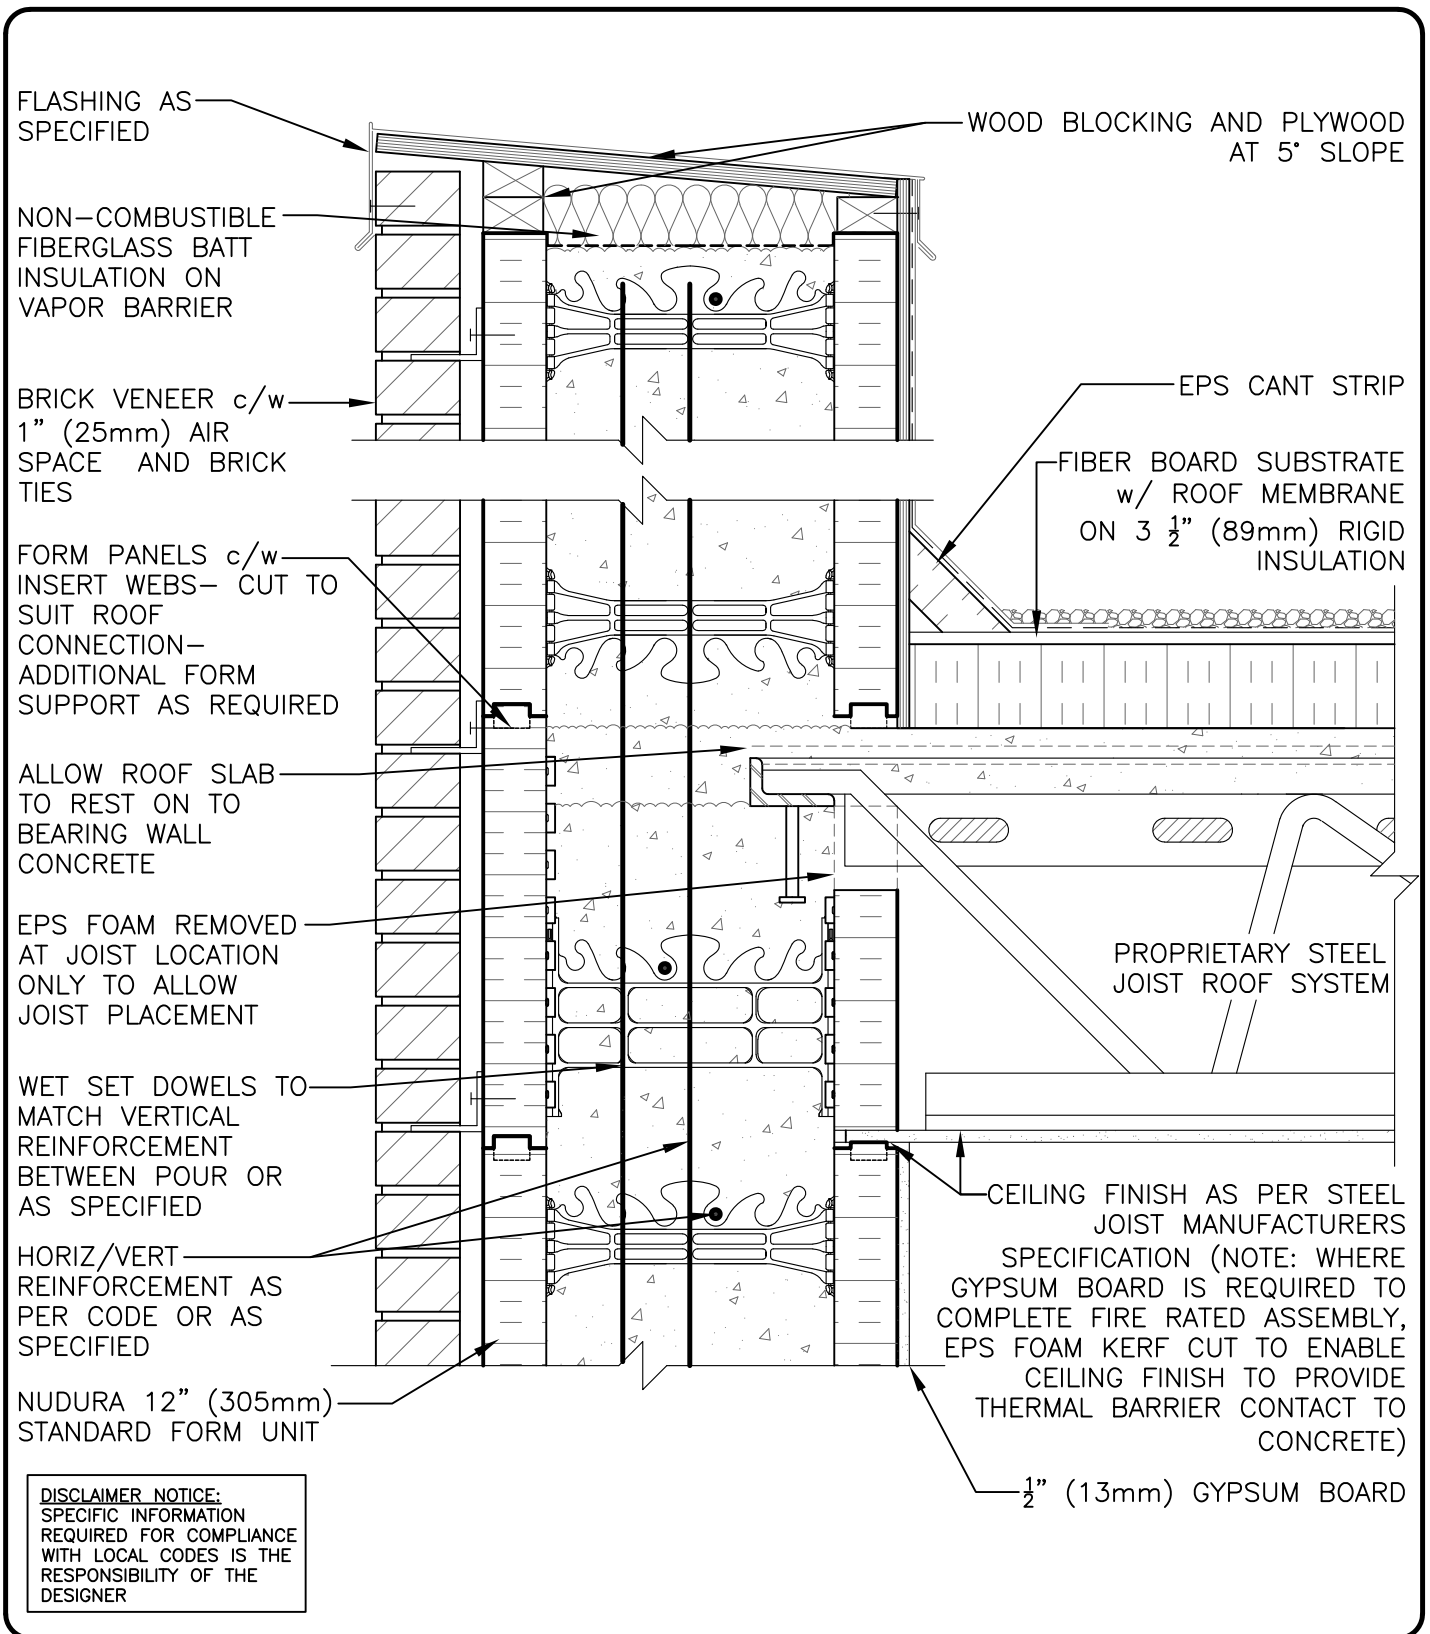 FLASHING AS
SPECIFIED
NON-COMBUSTIBLE
FIBERGLASS BATT
INSULATION ON
VAPOR BARRIER
BRICK VENEER c/w
1" (25mm) AIR
SPACE AND BRICK
TIES
FORM PANELS c/w
INSERT WEBS- CUT TO
SUIT ROOF
CONNECTION-
ADDITIONAL FORM
SUPPORT AS REQUIRED
ALLOW ROOF SLAB
TO REST ON TO
BEARING WALL
CONCRETE
EPS FOAM REMOVED
AT JOIST LOCATION
ONLY TO ALLOW
JOIST PLACEMENT
WET SET DOWELS TO
MATCH VERTICAL
REINFORCEMENT
BETWEEN POUR OR
AS SPECIFIED
HORIZ/VERT
REINFORCEMENT AS
PER CODE OR AS
SPECIFIED
NUDURA 12" (305mm)
STANDARD FORM UNIT
WOOD BLOCKING AND PLYWOOD
AT 5° SLOPE
EPS CANT STRIP
FIBER BOARD SUBSTRATE
w/ ROOF MEMBRANE
ON 3 1/2" (89mm) RIGID
INSULATION
PROPRIETARY STEEL
JOIST ROOF SYSTEM
CEILING FINISH AS PER STEEL
JOIST MANUFACTURERS
SPECIFICATION (NOTE: WHERE
GYPSUM BOARD IS REQUIRED TO
COMPLETE FIRE RATED ASSEMBLY,
EPS FOAM KERF CUT TO ENABLE
CEILING FINISH TO PROVIDE
THERMAL BARRIER CONTACT TO
CONCRETE)
1/2" (13mm) GYPSUM BOARD
DISCLAIMER NOTICE:
SPECIFIC INFORMATION
REQUIRED FOR COMPLIANCE
WITH LOCAL CODES IS THE
RESPONSIBILITY OF THE
DESIGNER